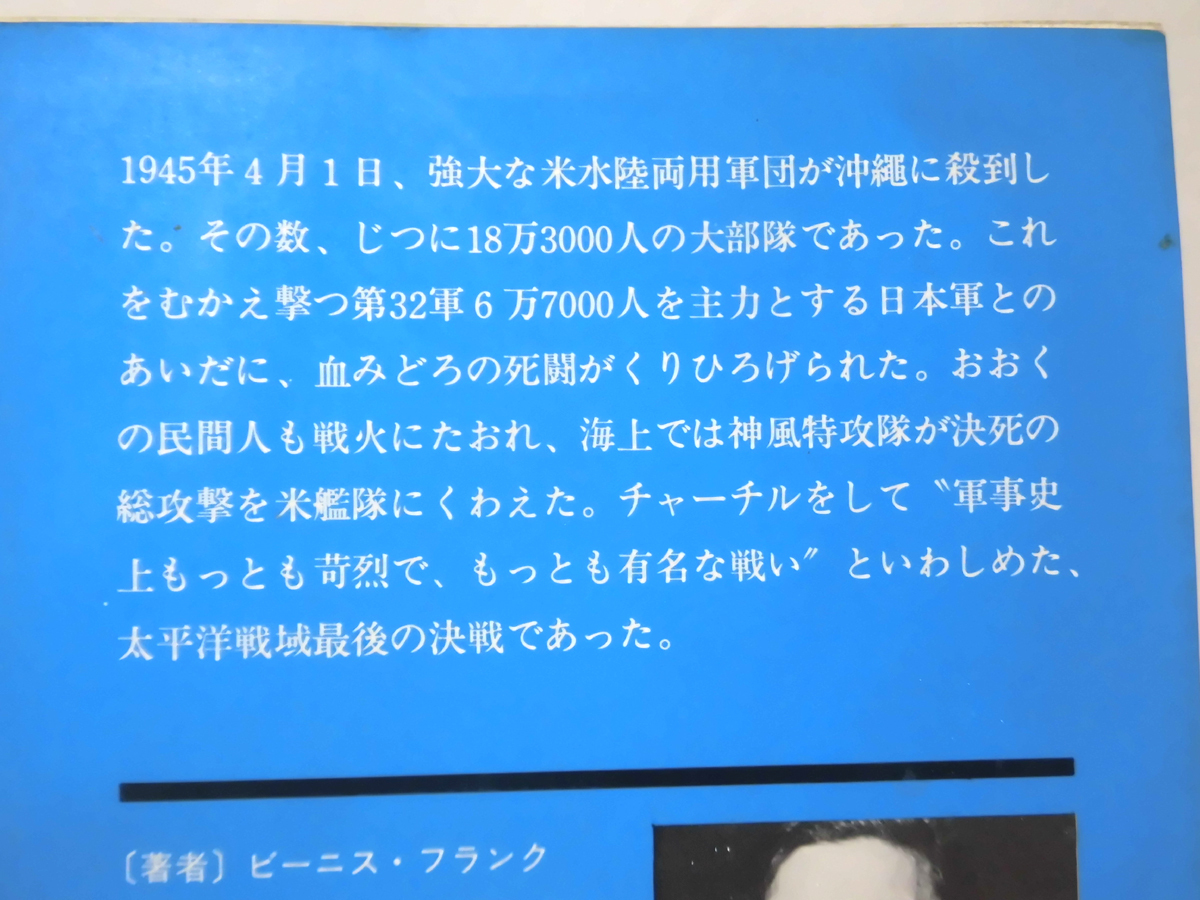 1945年4月1日、強大な米水陸両用軍団が沖縄に殺到し
た。その数、じつに18万3000人の大部隊であった。これ
をむかえ撃つ第32軍6万7000人を主力とする日本軍との
あいだに、血みどろの死闘がくりひろげられた。おおく
の民間人も戦火にたおれ、海上では神風特攻隊が決死の
総攻撃を米艦隊にくわえた。チャーチルをして〝軍事史
上もっとも苛烈で、もっとも有名な戦い〟といわしめた、
太平洋戦域最後の決戦であった。
〔著者〕ビーニス・フランク